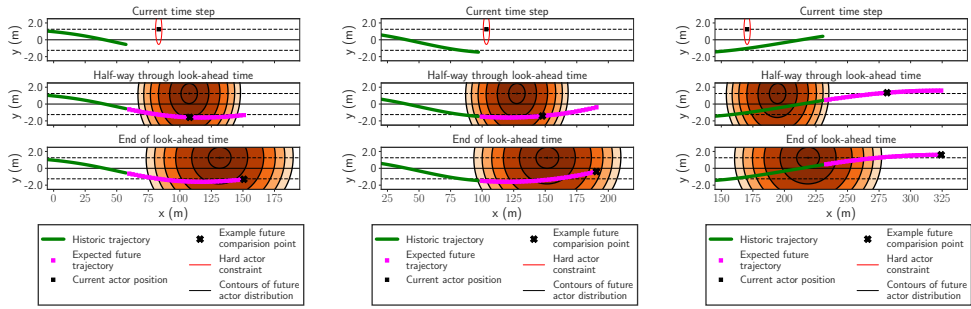 Current time step
2.0
0
-2.0
y (m)
Half-way through look-ahead time
2.0
0
-2.0
y (m)
End of look-ahead time
2.0
0
-2.0
y (m)
0 25 50 75 100 125 150 175
x (m)
Historic trajectory
Expected future
trajectory
Current actor position
Example future
comparision point
Hard actor
constraint
Contours of future
actor distribution
Current time step
2.0
0
-2.0
y (m)
Half-way through look-ahead time
2.0
0
-2.0
y (m)
End of look-ahead time
2.0
0
-2.0
y (m)
25 50 75 100 125 150 175 200
x (m)
Historic trajectory
Expected future
trajectory
Current actor position
Example future
comparision point
Hard actor
constraint
Contours of future
actor distribution
Current time step
2.0
0
-2.0
y (m)
Half-way through look-ahead time
2.0
0
-2.0
y (m)
End of look-ahead time
2.0
0
-2.0
y (m)
150 175 200 225 250 275 300 325
x (m)
Historic trajectory
Expected future
trajectory
Current actor position
Example future
comparision point
Hard actor
constraint
Contours of future
actor distribution